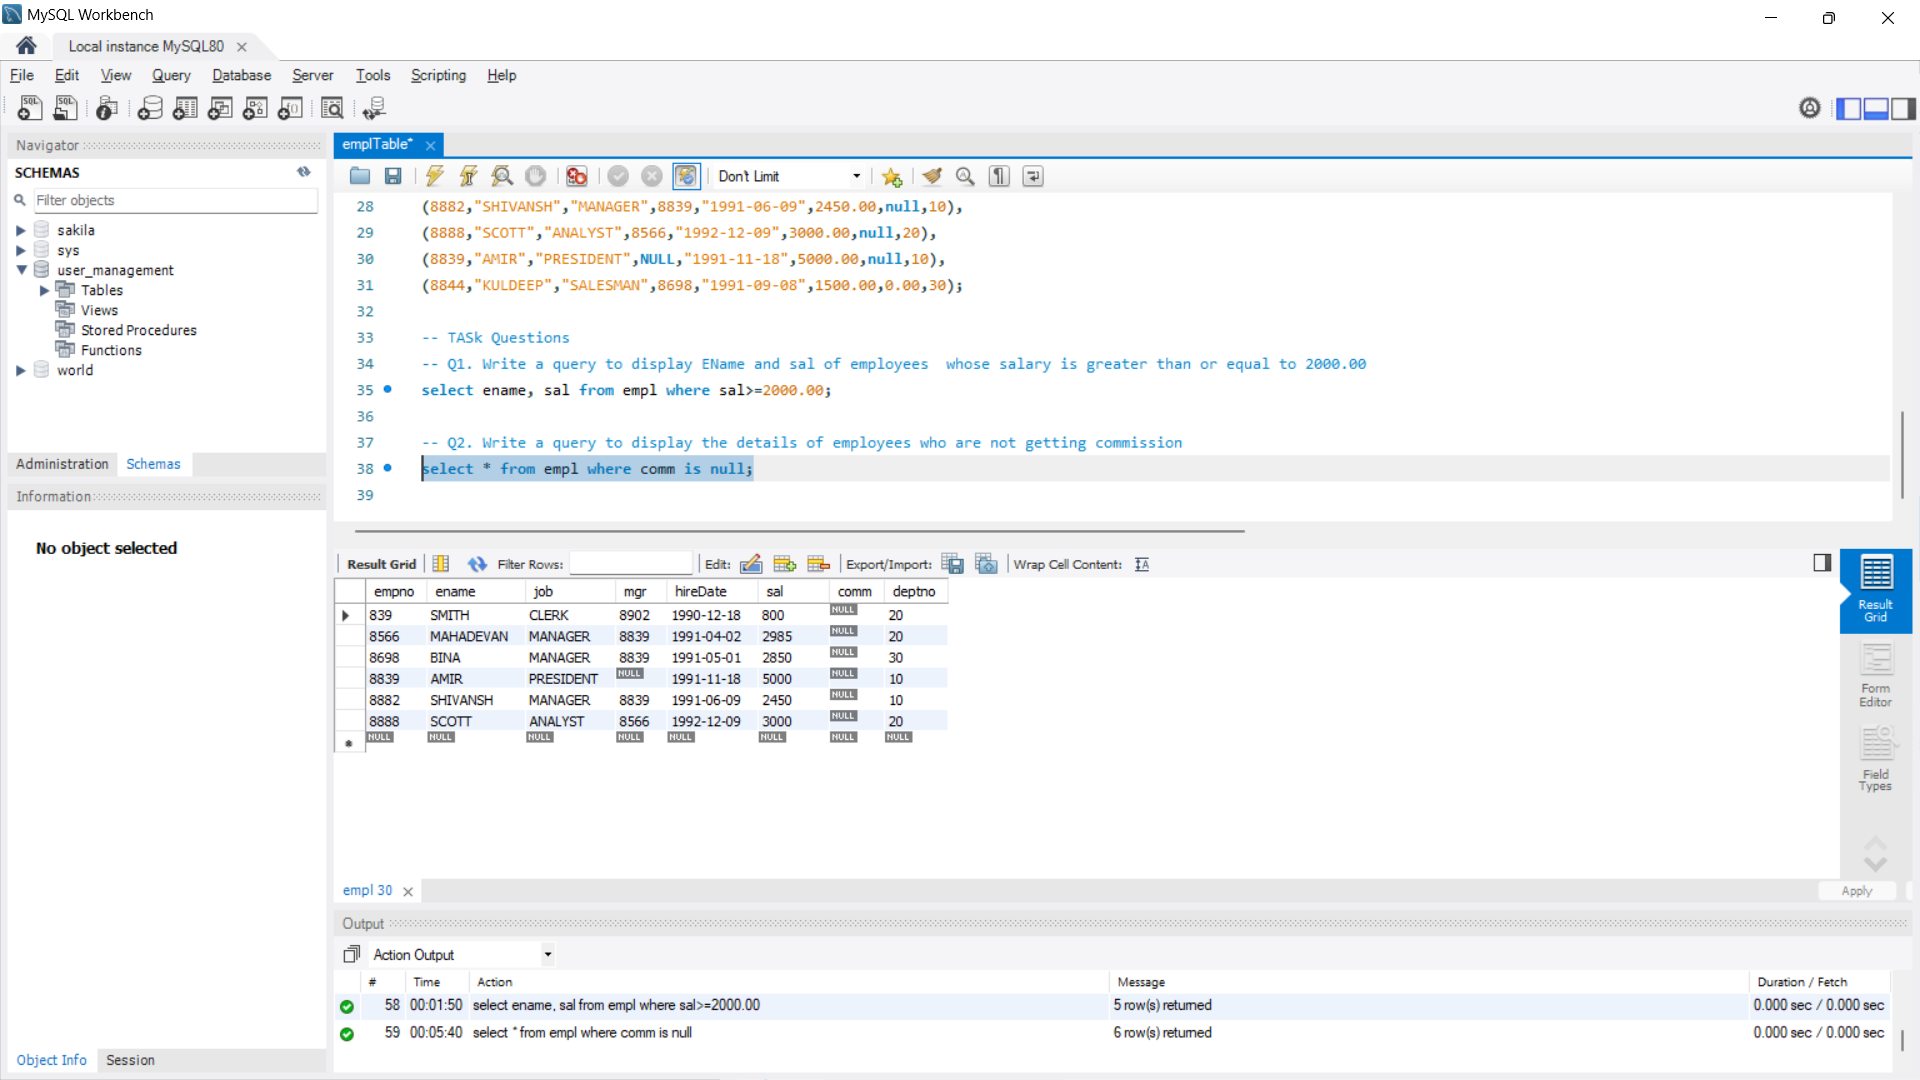 MySQL Workbench
Local instance MySQL80
File Edit View Query Database Server Tools Scripting Help
Navigator
SCHEMAS
Filter objects
sakila
sys
user_management
Tables
Views
Stored Procedures
Functions
world
Administration Schemas
Information
No object selected
Object Info Session
emplTable*
Don't Limit
28 (8882,"SHIVANSH","MANAGER",8839,"1991-06-09",2450.00,null,10),
29 (8888,"SCOTT","ANALYST",8566,"1992-12-09",3000.00,null,20),
30 (8839,"AMIR","PRESIDENT",NULL,"1991-11-18",5000.00,null,10),
31 (8844,"KULDEEP","SALESMAN",8698,"1991-09-08",1500.00,0.00,30);
32
33 -- TASk Questions
34 -- Q1. Write a query to display EName and sal of employees  whose salary is greater than or equal to 2000.00
35 select ename, sal from empl where sal>=2000.00;
36
37 -- Q2. Write a query to display the details of employees who are not getting commission
38 select * from empl where comm is null;
39
Result Grid Filter Rows: Edit: Export/Import: Wrap Cell Content:
empno ename job mgr hireDate sal comm deptno
839 SMITH CLERK 8902 1990-12-18 800 NULL 20
8566 MAHADEVAN MANAGER 8839 1991-04-02 2985 NULL 20
8698 BINA MANAGER 8839 1991-05-01 2850 NULL 30
8839 AMIR PRESIDENT NULL 1991-11-18 5000 NULL 10
8882 SHIVANSH MANAGER 8839 1991-06-09 2450 NULL 10
8888 SCOTT ANALYST 8566 1992-12-09 3000 NULL 20
NULL NULL NULL NULL NULL NULL NULL NULL
Result
Grid
Form
Editor
Field
Types
empl 30
Apply
Output
Action Output
# Time Action Message Duration / Fetch
58 00:01:50 select ename, sal from empl where sal>=2000.00 5 row(s) returned 0.000 sec / 0.000 sec
59 00:05:40 select * from empl where comm is null 6 row(s) returned 0.000 sec / 0.000 sec